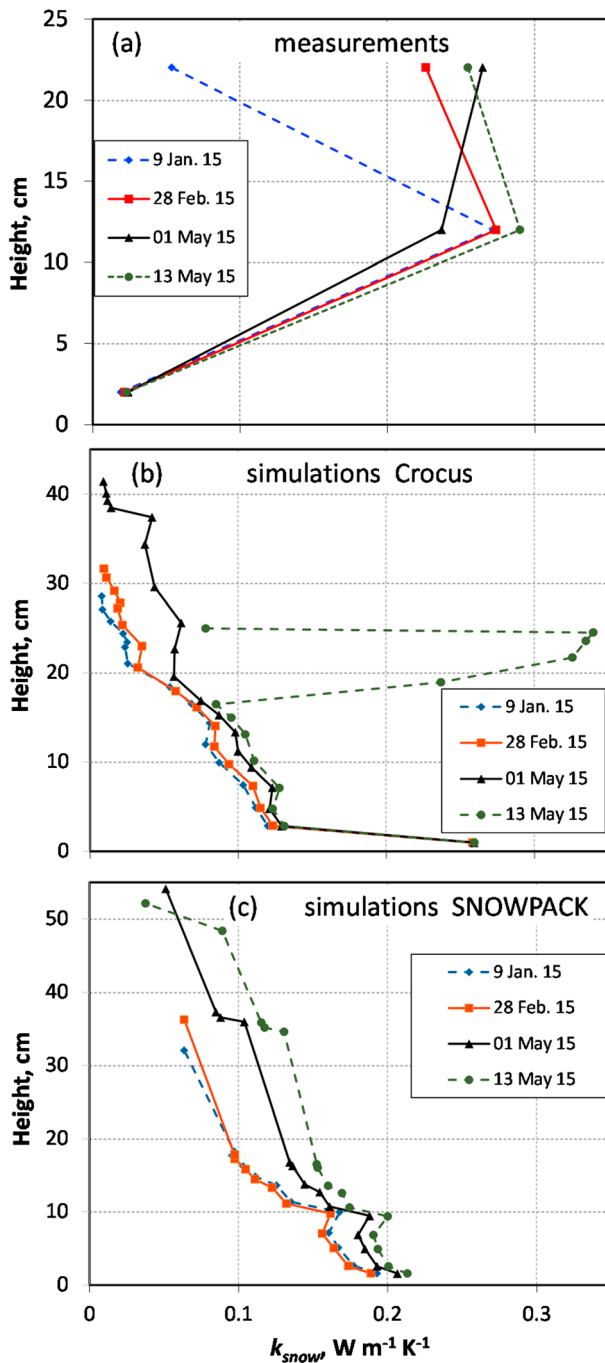 (a) measurements
25
20
15
10
5
0
Height, cm
9 Jan. 15
28 Feb. 15
01 May 15
13 May 15
(b) simulations Crocus
40
30
20
10
0
Height, cm
9 Jan. 15
28 Feb. 15
01 May 15
13 May 15
(c) simulations SNOWPACK
50
40
30
20
10
0
Height, cm
9 Jan. 15
28 Feb. 15
01 May 15
13 May 15
0 0.1 0.2 0.3
k_snow, W m⁻¹ K⁻¹